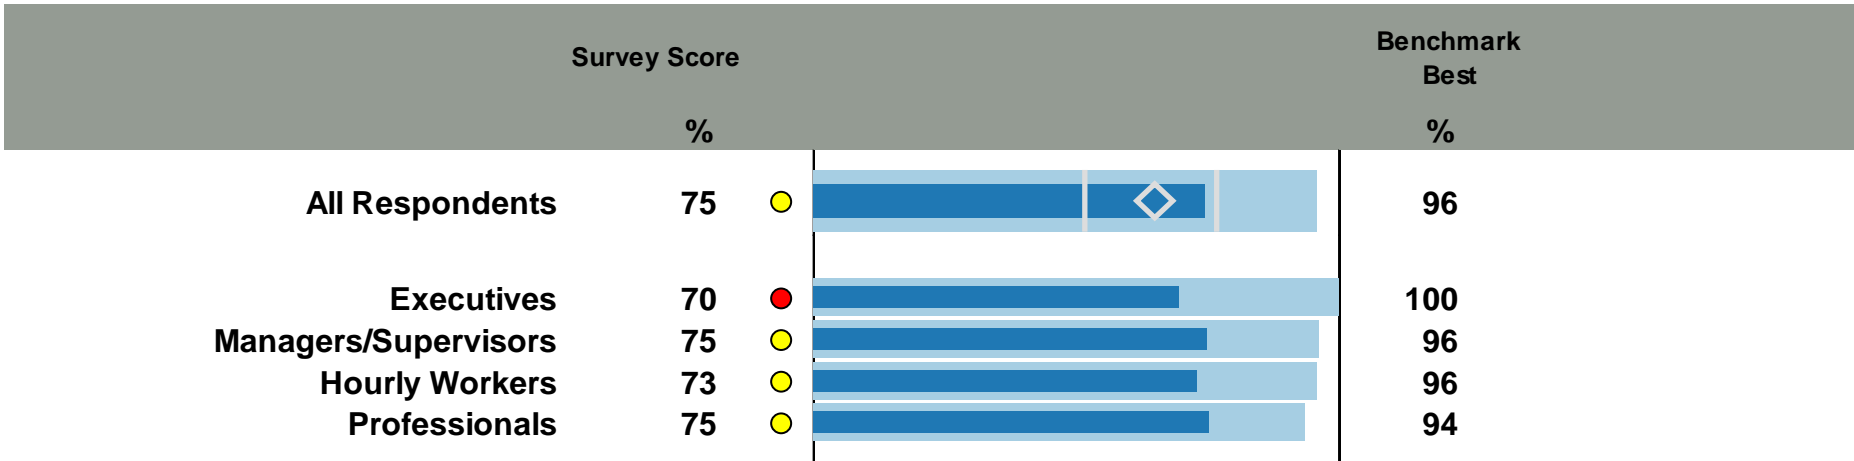 Survey Score
Benchmark
Best
% %
All Respondents 75 96
Executives 70 100
Managers/Supervisors 75 96
Hourly Workers 73 96
Professionals 75 94